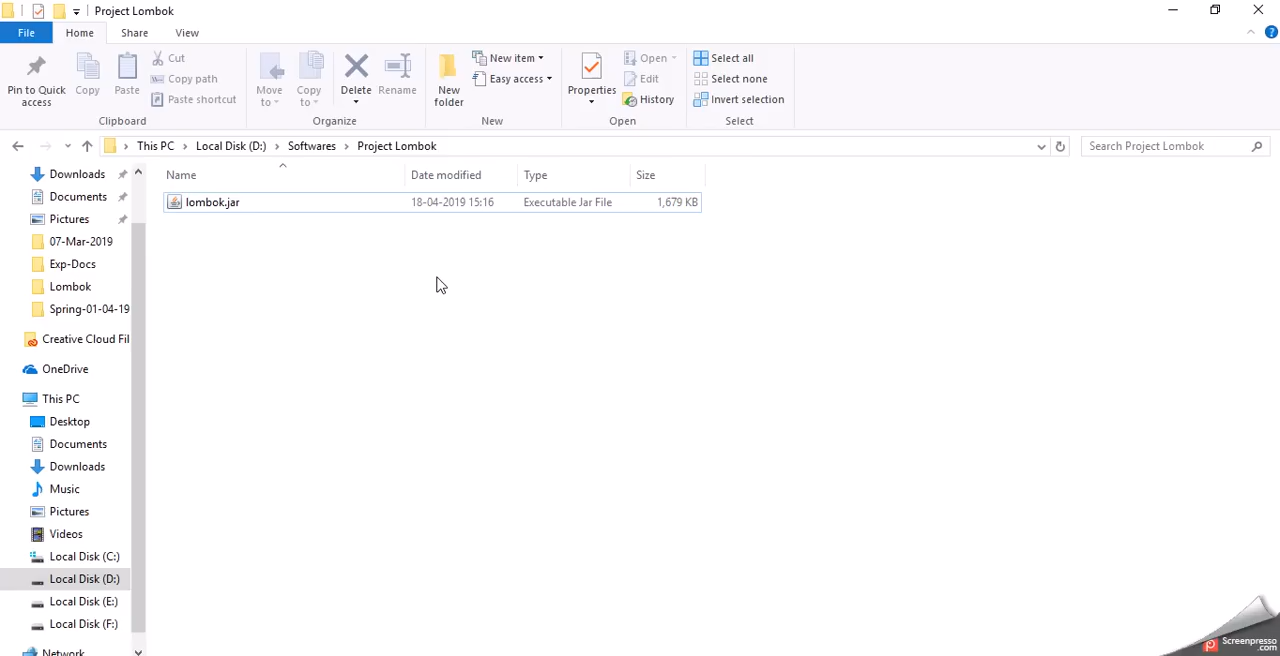 Project Lombok
File Home Share View
Pin to Quick access
Copy
Paste
Cut
Copy path
Paste shortcut
Clipboard
Move to
Copy to
Delete
Rename
Organize
New folder
New item
Easy access
New
Properties
Open
Edit
History
Open
Select all
Select none
Invert selection
Select
This PC > Local Disk (D:) > Softwares > Project Lombok
Search Project Lombok
Name Date modified Type Size
lombok.jar 18-04-2019 15:16 Executable Jar File 1,679 KB
Downloads
Documents
Pictures
07-Mar-2019
Exp-Docs
Lombok
Spring-01-04-19
Creative Cloud Fil
OneDrive
This PC
Desktop
Documents
Downloads
Music
Pictures
Videos
Local Disk (C:)
Local Disk (D:)
Local Disk (E:)
Local Disk (F:)
Network
Screenpresso
.com